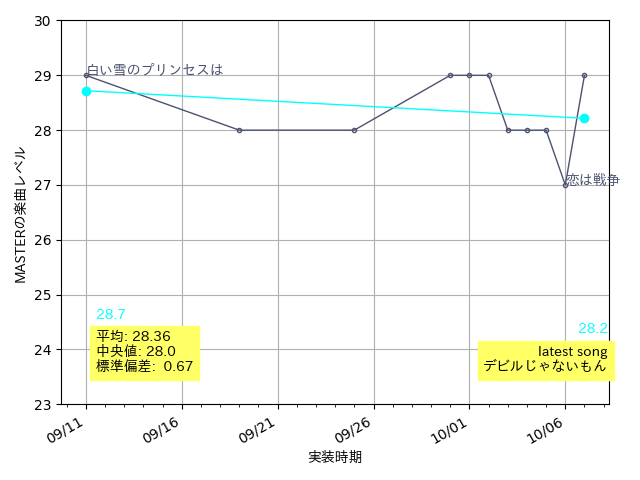 30
29
28
27
26
25
24
23
MASTERの楽曲レベル
白い雪のプリンセスは
恋は戦争
28.7
平均: 28.36
中央値: 28.0
標準偏差: 0.67
28.2
latest song
デビルじゃないもん
09/11
09/16
09/21
09/26
10/01
10/06
実装時期